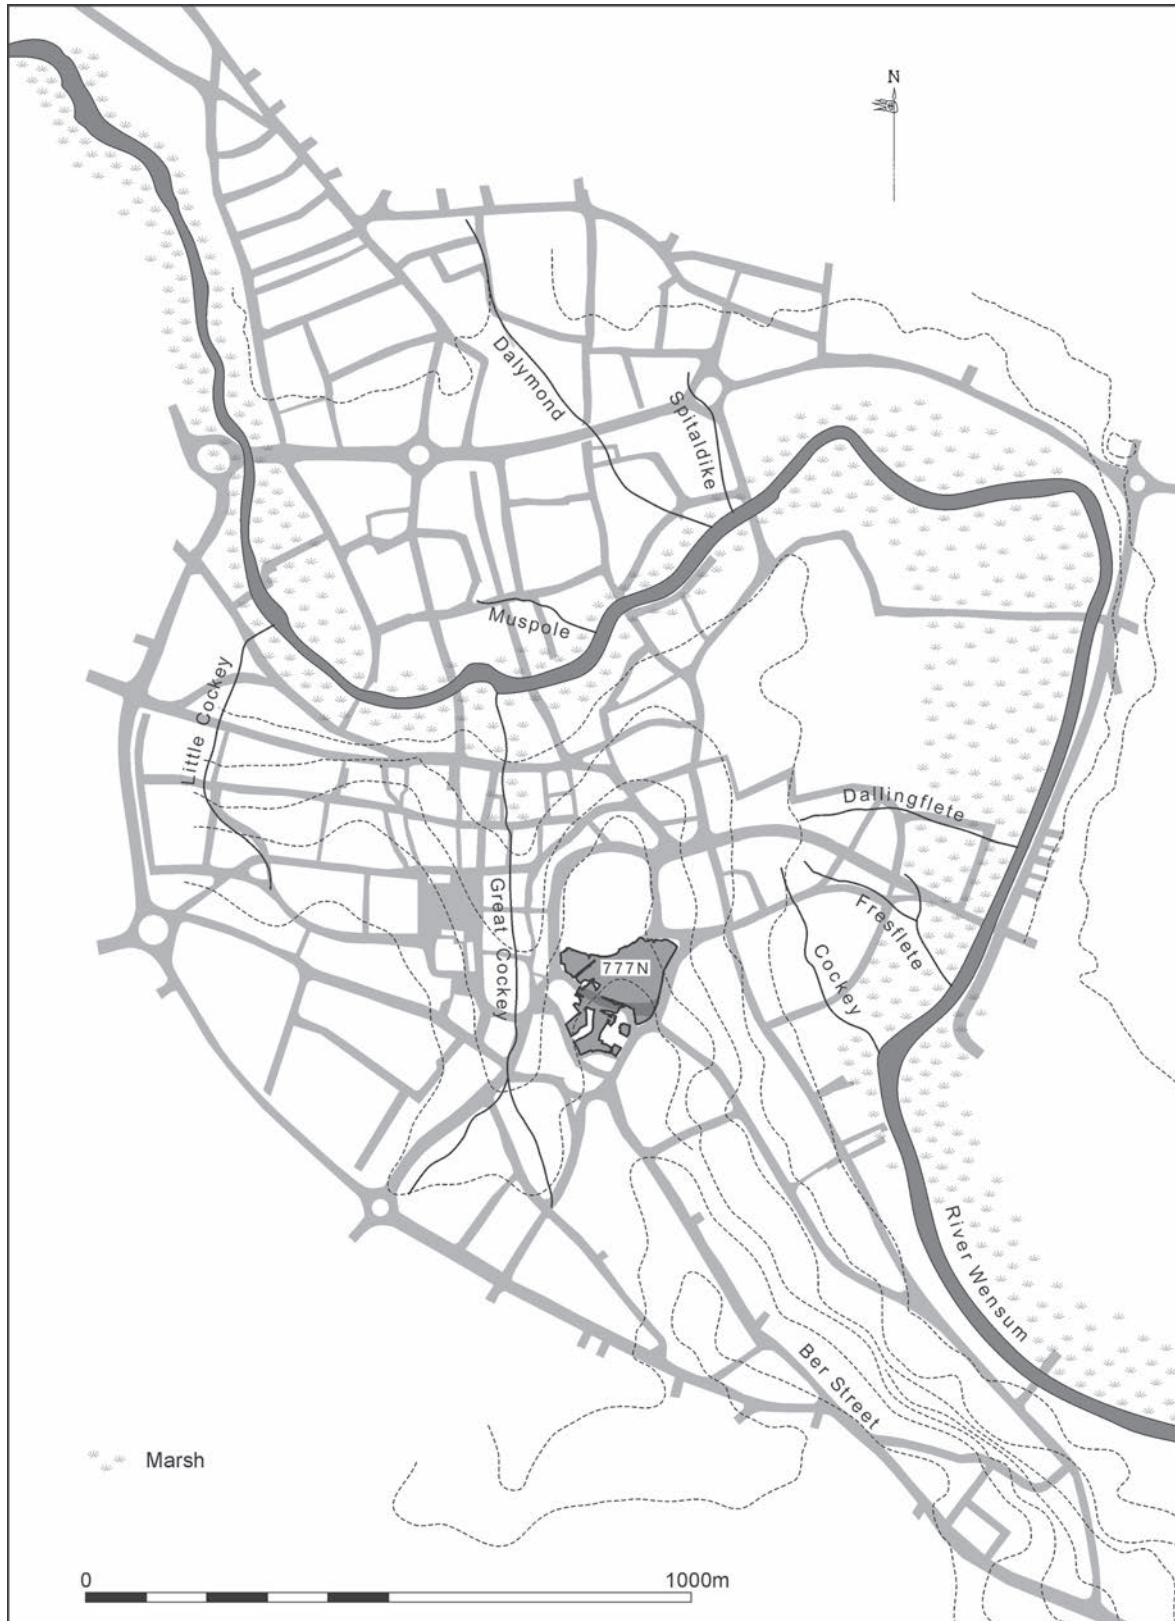 N
Dalymond
Spitaldike
Muspole
Little Cockey
Dallingflete
Great Cockey
Fresflete
Cockey
777N
River Wensum
Ber Street
Marsh
0 1000m